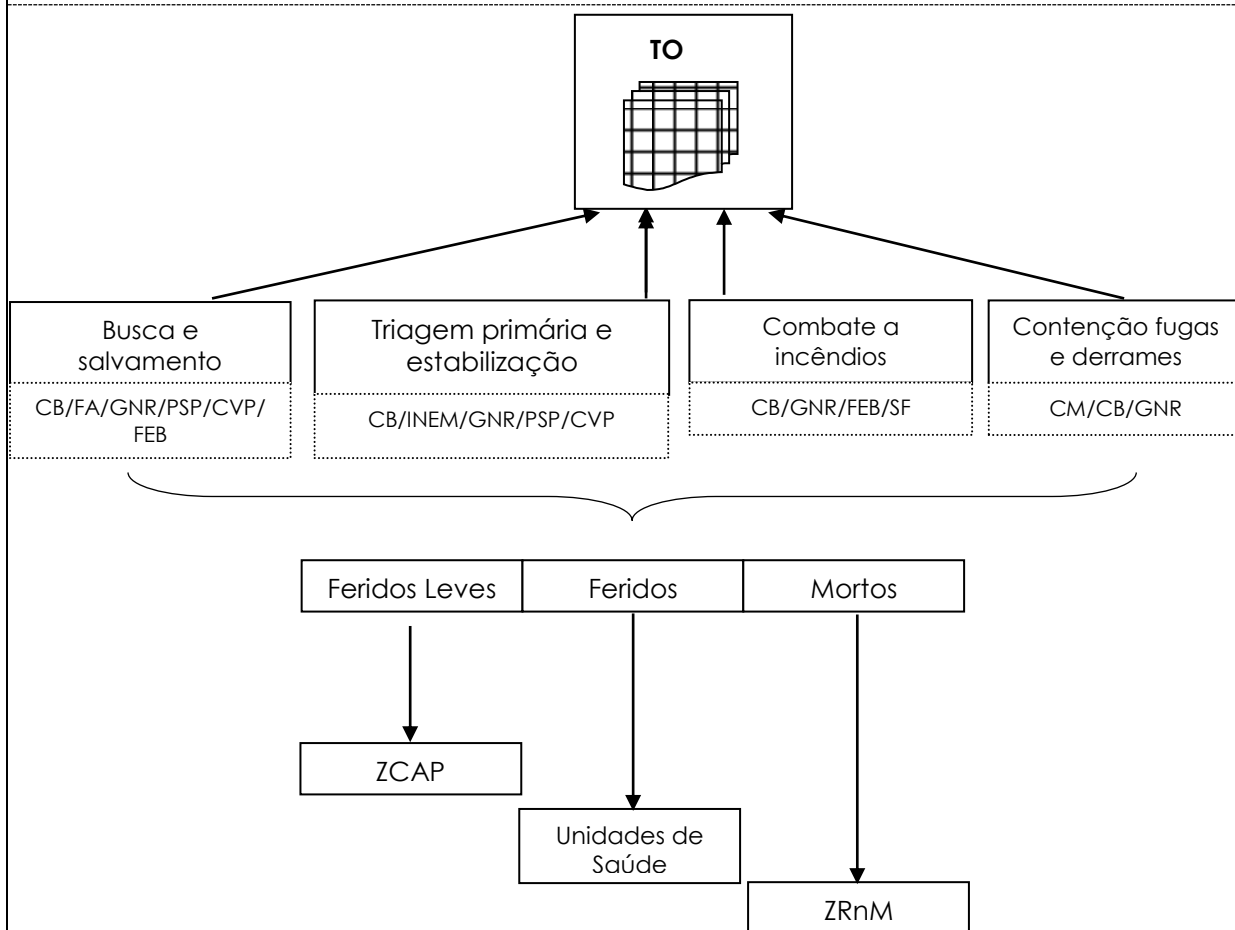 TO
Busca e
salvamento
CB/FA/GNR/PSP/CVP/
FEB
Triagem primária e
estabilização
CB/INEM/GNR/PSP/CVP
Combate a
incêndios
CB/GNR/FEB/SF
Contenção fugas
e derrames
CM/CB/GNR
Feridos Leves
Feridos
Mortos
ZCAP
Unidades de
Saúde
ZRnM